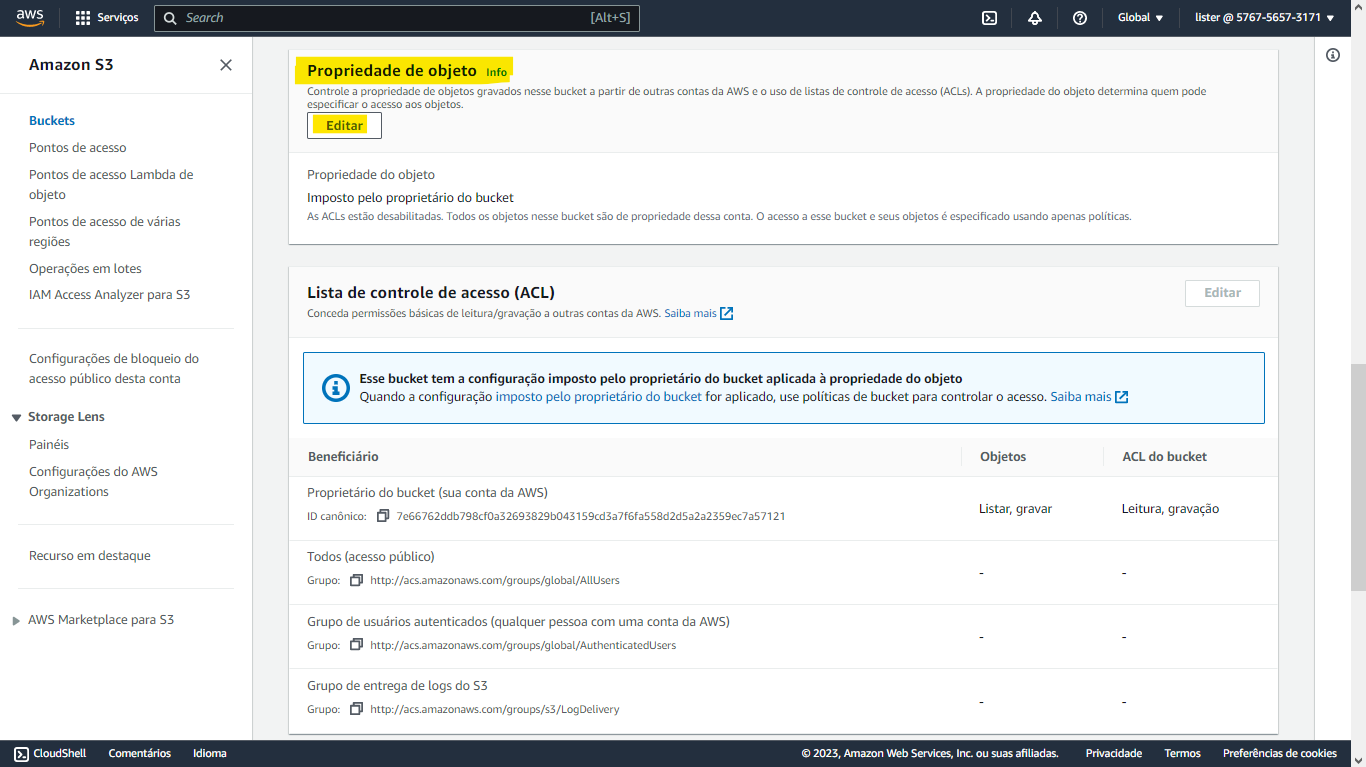 aws
Serviços
Search
[Alt+S]
Global
lister @ 5767-5657-3171
Amazon S3
Buckets
Pontos de acesso
Pontos de acesso Lambda de
objeto
Pontos de acesso de várias
regiões
Operações em lotes
IAM Access Analyzer para S3
Configurações de bloqueio do
acesso público desta conta
Storage Lens
Painéis
Configurações do AWS
Organizations
Recurso em destaque
AWS Marketplace para S3
Propriedade de objeto Info
Controle a propriedade de objetos gravados nesse bucket a partir de outras contas da AWS e o uso de listas de controle de acesso (ACLs). A propriedade do objeto determina quem pode
especificar o acesso aos objetos.
Editar
Propriedade do objeto
Imposto pelo proprietário do bucket
As ACLs estão desabilitadas. Todos os objetos nesse bucket são de propriedade dessa conta. O acesso a esse bucket e seus objetos é especificado usando apenas políticas.
Lista de controle de acesso (ACL)
Editar
Conceda permissões básicas de leitura/gravação a outras contas da AWS. Saiba mais
Esse bucket tem a configuração imposto pelo proprietário do bucket aplicada à propriedade do objeto
Quando a configuração imposto pelo proprietário do bucket for aplicado, use políticas de bucket para controlar o acesso. Saiba mais
Beneficiário Objetos ACL do bucket
Proprietário do bucket (sua conta da AWS)
ID canônico: 7e66762ddb798cf0a32693829b043159cd3a7f6fa558d2d5a2a2359ec7a57121
Listar, gravar Leitura, gravação
Todos (acesso público)
Grupo: http://acs.amazonaws.com/groups/global/AllUsers
- -
Grupo de usuários autenticados (qualquer pessoa com uma conta da AWS)
Grupo: http://acs.amazonaws.com/groups/global/AuthenticatedUsers
- -
Grupo de entrega de logs do S3
Grupo: http://acs.amazonaws.com/groups/s3/LogDelivery
- -
CloudShell Comentários Idioma
© 2023, Amazon Web Services, Inc. ou suas afiliadas. Privacidade Termos Preferências de cookies